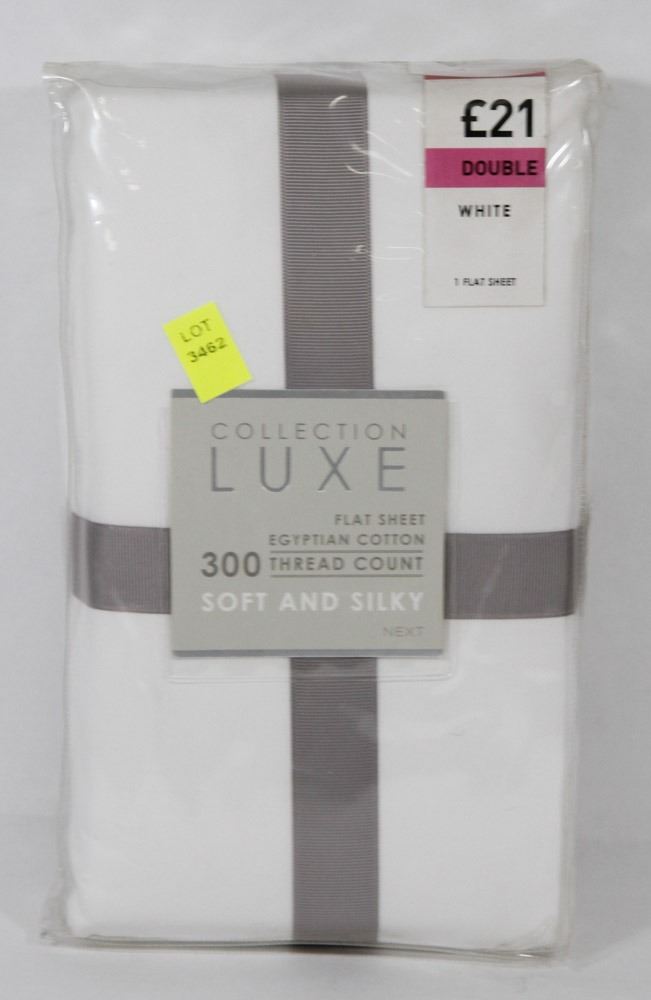 £21
DOUBLE
WHITE
1 FLAT SHEET
LOT
3462
COLLECTION
LUXE
FLAT SHEET
EGYPTIAN COTTON
300 THREAD COUNT
SOFT AND SILKY
NEXT